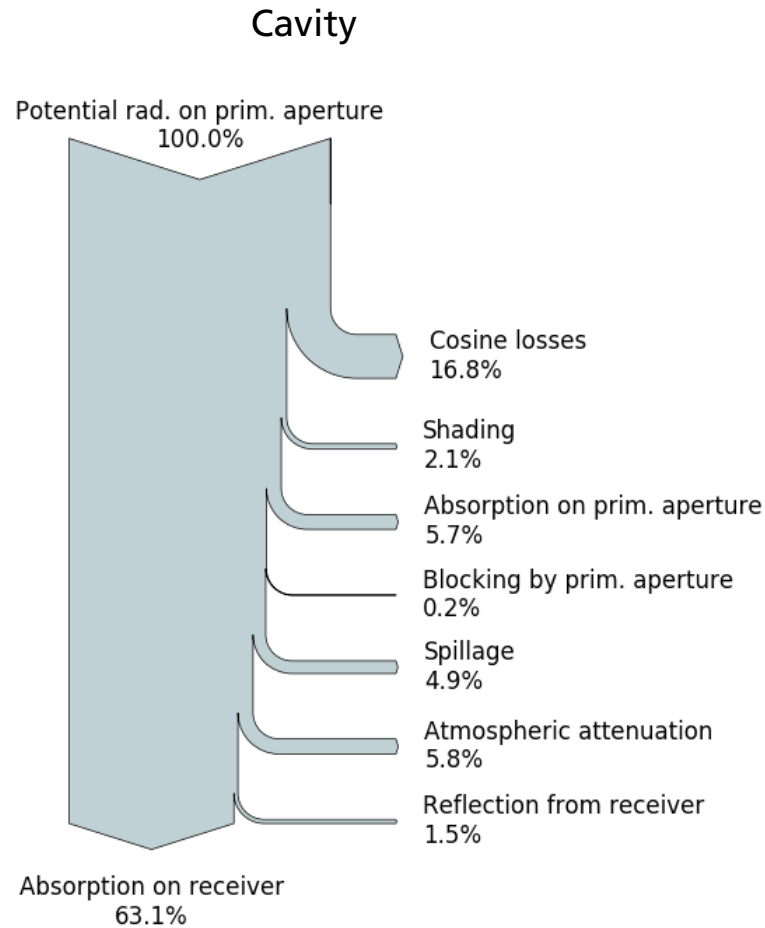 Cavity
Potential rad. on prim. aperture
100.0%
Cosine losses
16.8%
Shading
2.1%
Absorption on prim. aperture
5.7%
Blocking by prim. aperture
0.2%
Spillage
4.9%
Atmospheric attenuation
5.8%
Reflection from receiver
1.5%
Absorption on receiver
63.1%